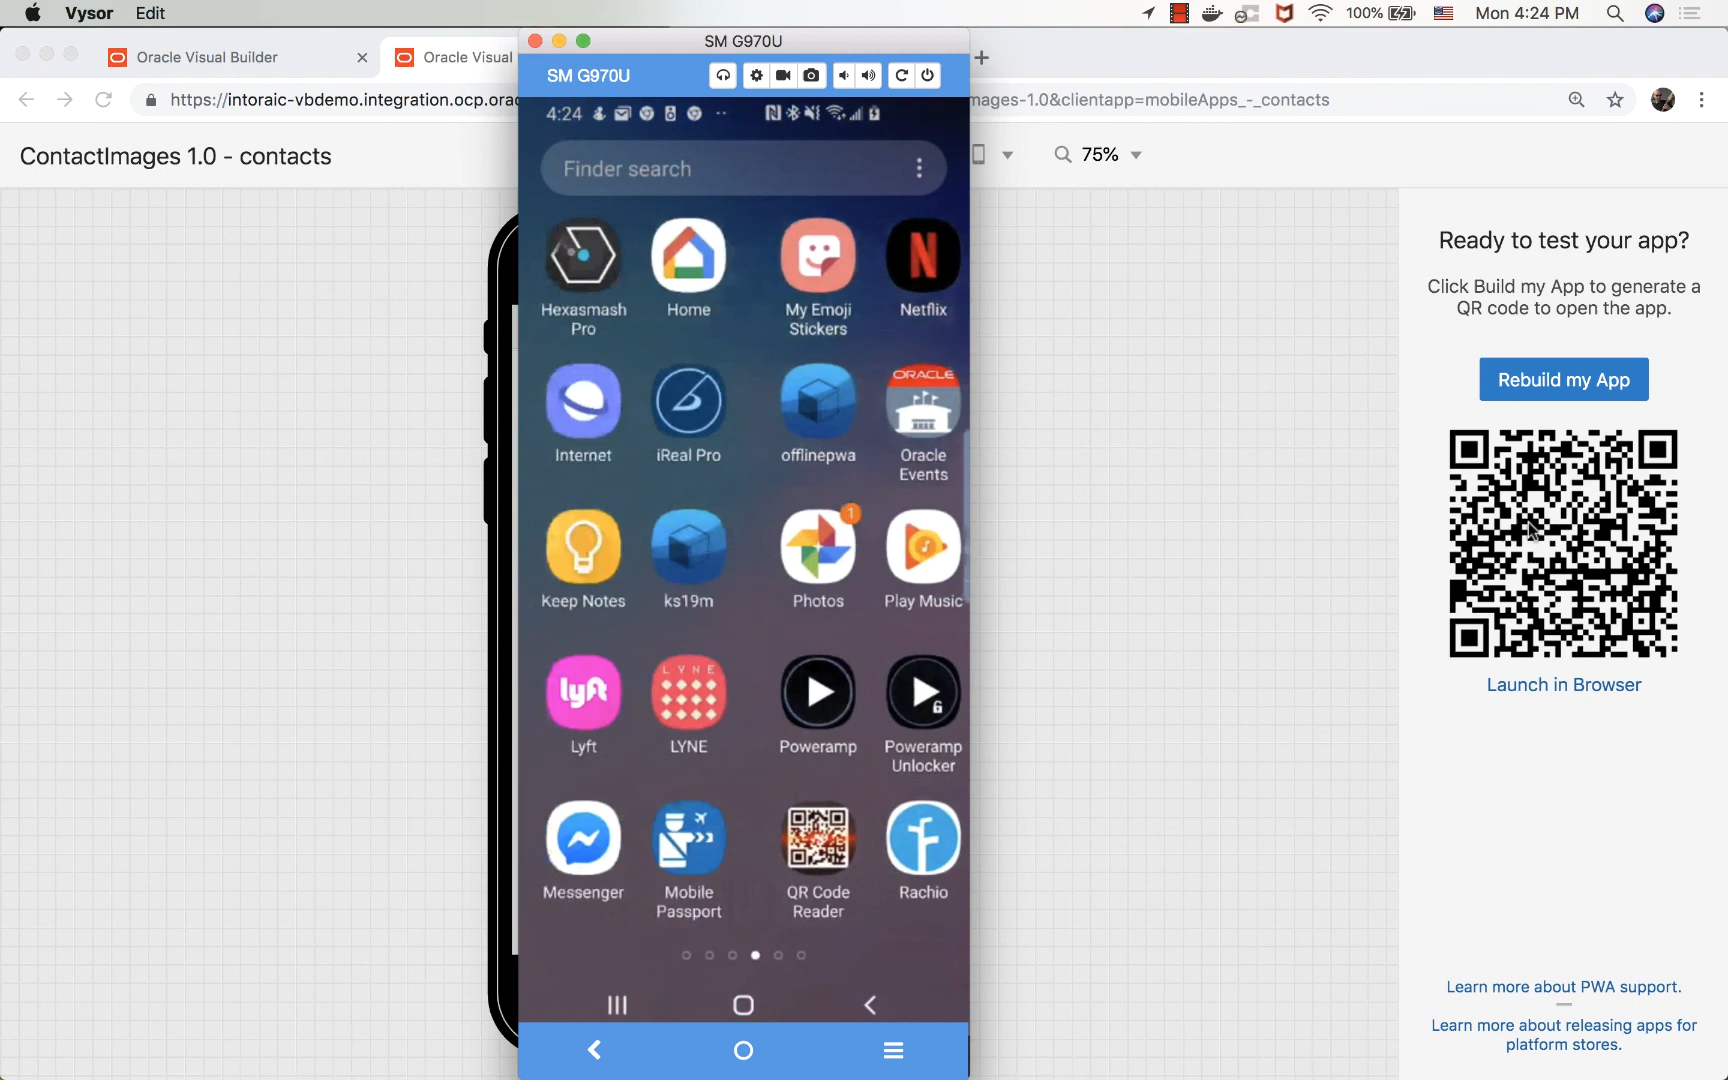 Vysor Edit
100% Mon 4:24 PM
SM G970U
Oracle Visual Builder
Oracle Visual
SM G970U
https://intoraic-vbdemo.integration.ocp.orac
mages-1.0&clientapp=mobileApps_-_contacts
4:24
ContactImages 1.0 - contacts
75%
Finder search
Hexasmash
Pro
Home
My Emoji
Stickers
Netflix
ORACLE
Internet
iReal Pro
offlinepwa
Oracle
Events
1
Keep Notes
ks19m
Photos
Play Music
lyft
LYNE
Lyft
LYNE
Poweramp
Poweramp
Unlocker
Messenger
Mobile
Passport
QR Code
Reader
Rachio
Ready to test your app?
Click Build my App to generate a
QR code to open the app.
Rebuild my App
Launch in Browser
Learn more about PWA support.
Learn more about releasing apps for
platform stores.